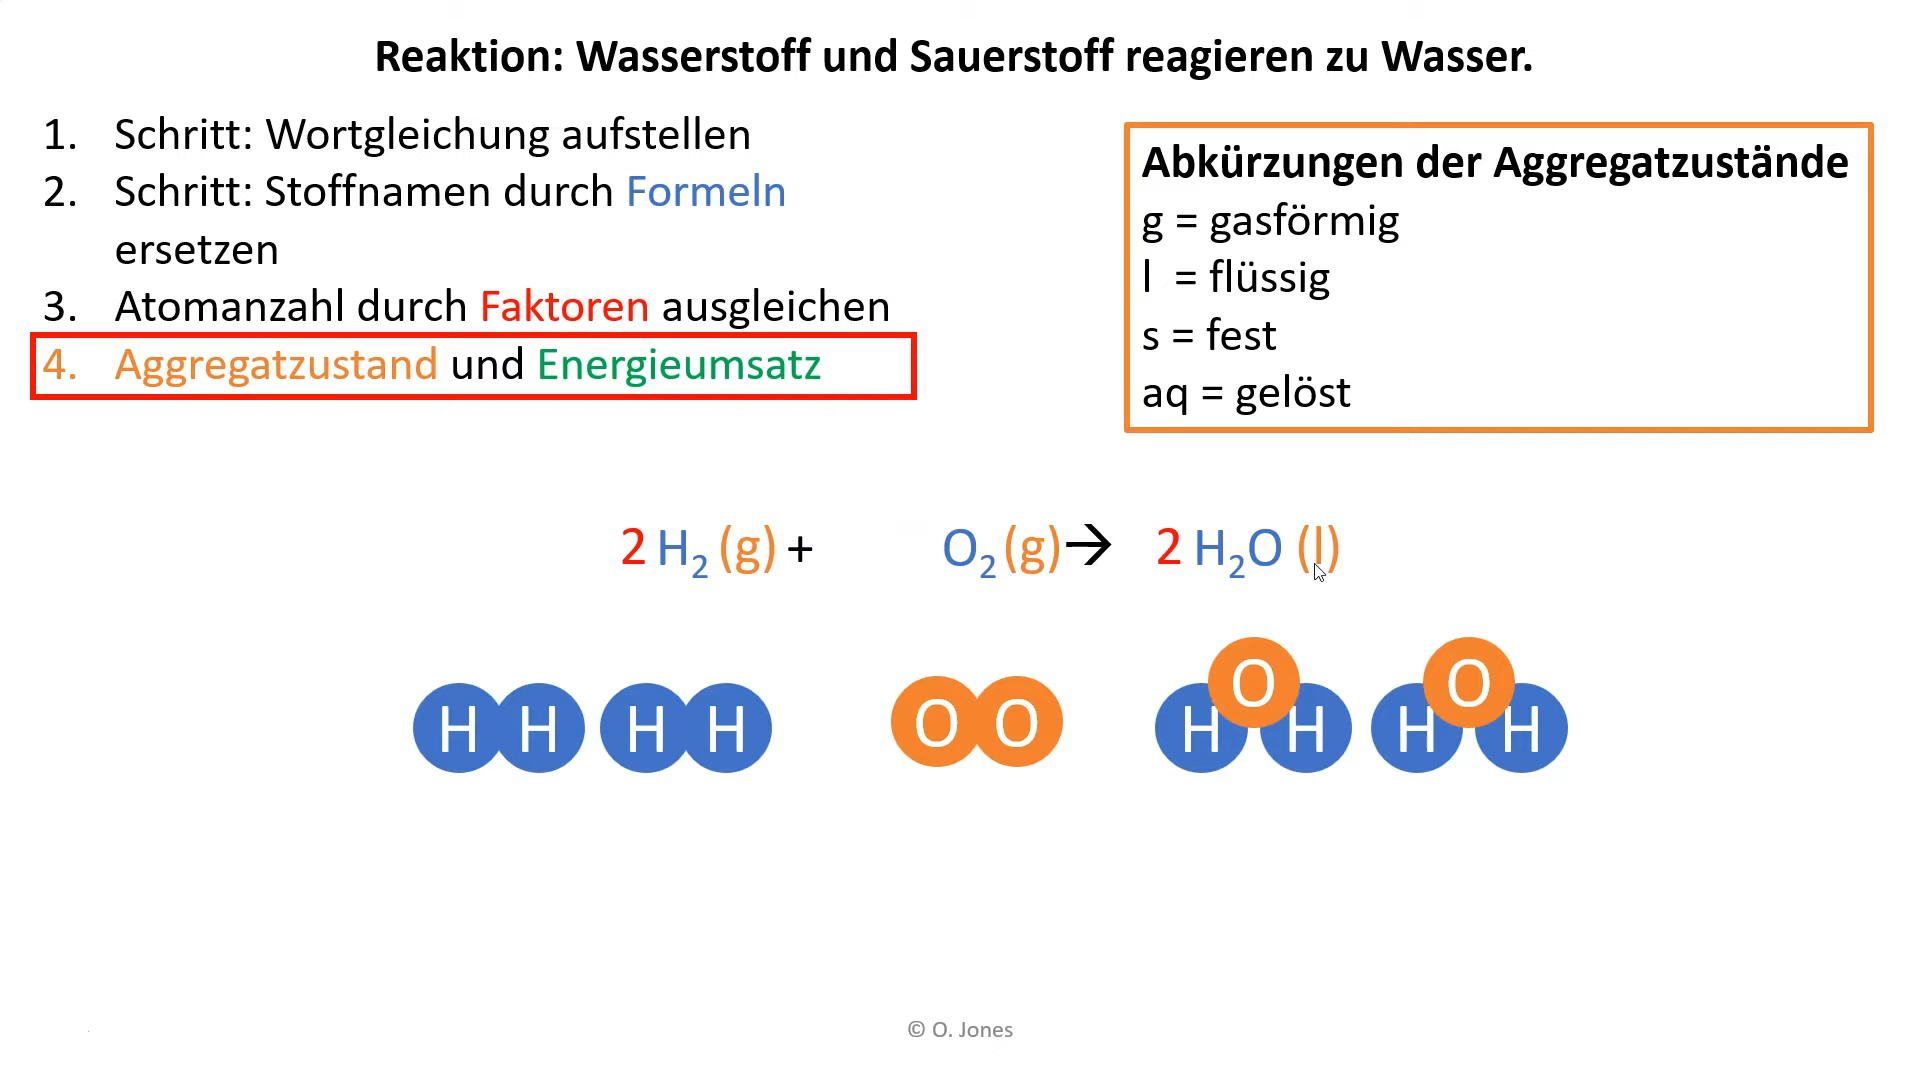 Reaktion: Wasserstoff und Sauerstoff reagieren zu Wasser.
1. Schritt: Wortgleichung aufstellen
2. Schritt: Stoffnamen durch Formeln
ersetzen
3. Atomanzahl durch Faktoren ausgleichen
4. Aggregatzustand und Energieumsatz
Abkürzungen der Aggregatzustände
g = gasförmig
l = flüssig
s = fest
aq = gelöst
2 H₂ (g) + O₂ (g) → 2 H₂O (l)
H H H H O O H O H H O H
© O. Jones